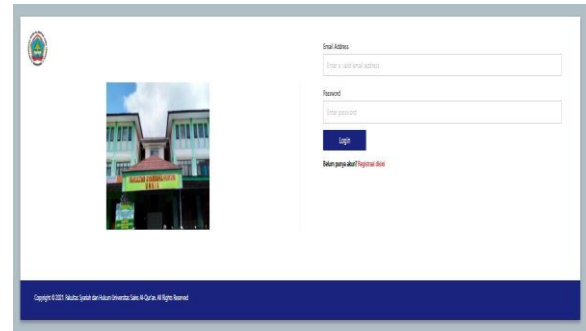 Email Address
Enter a valid email address
Password
Enter password
Login
Belum punya akun? Registrasi disini
Copyright © 2021. Fakultas Syariah dan Hukum Universitas Sains Al-Qur'an. All Rights Reserved